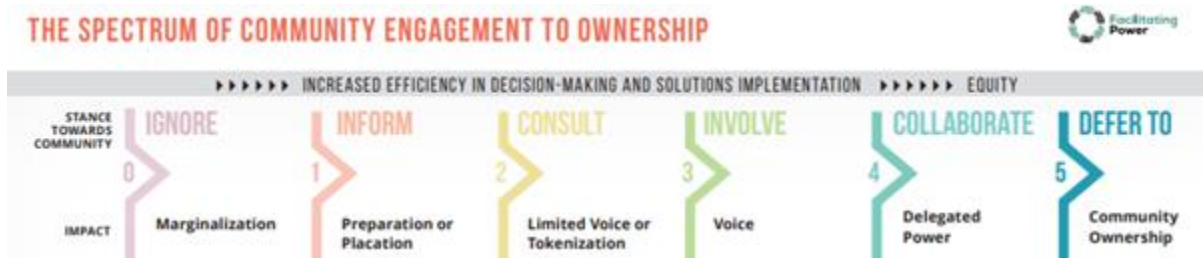 THE SPECTRUM OF COMMUNITY ENGAGEMENT TO OWNERSHIP
Facilitating
Power
INCREASED EFFICIENCY IN DECISION-MAKING AND SOLUTIONS IMPLEMENTATION EQUITY
STANCE
TOWARDS
COMMUNITY
IGNORE
INFORM
CONSULT
INVOLVE
COLLABORATE
DEFER TO
0
1
2
3
4
5
IMPACT
Marginalization
Preparation or
Placation
Limited Voice or
Tokenization
Voice
Delegated
Power
Community
Ownership